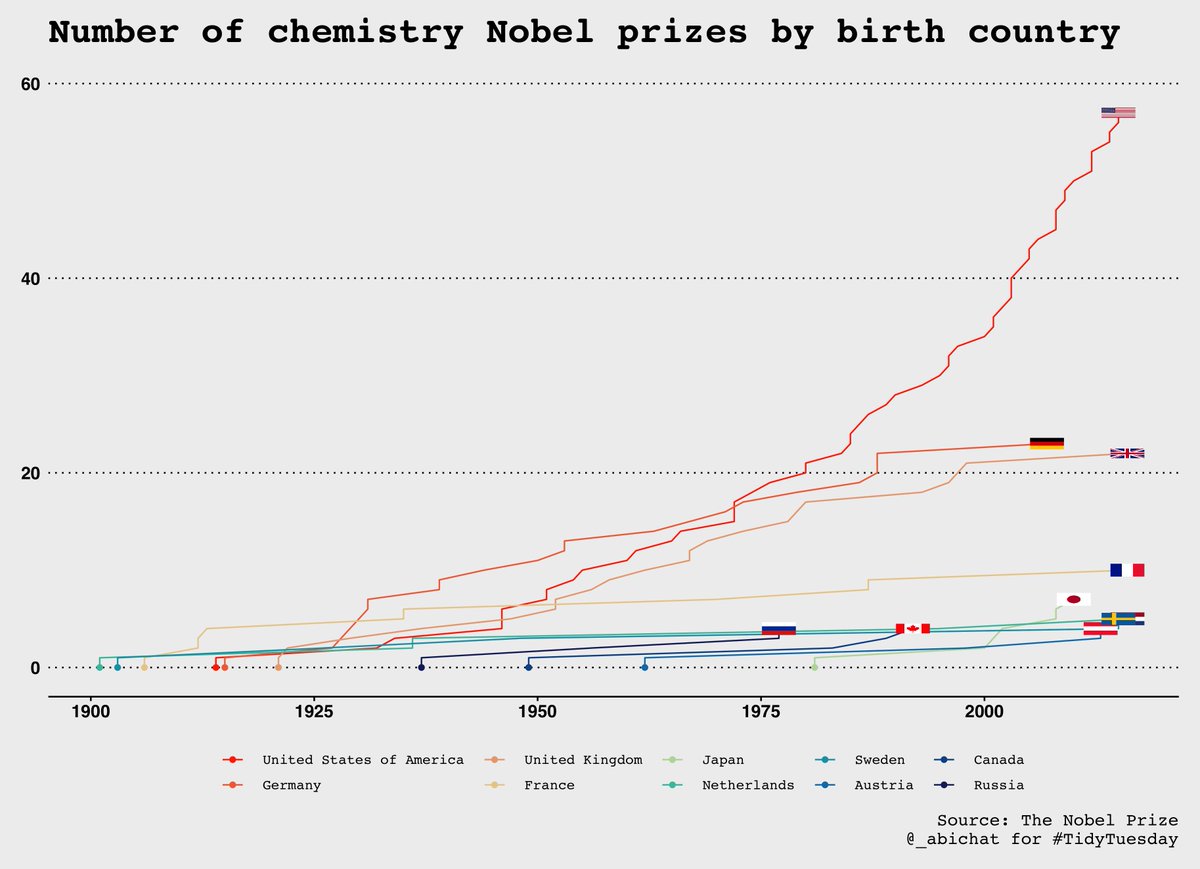 Number of chemistry Nobel prizes by birth country
60
40
20
0
1900 1925 1950 1975 2000
United States of America United Kingdom Japan Sweden Canada
Germany France Netherlands Austria Russia
Source: The Nobel Prize
@_abichat for #TidyTuesday